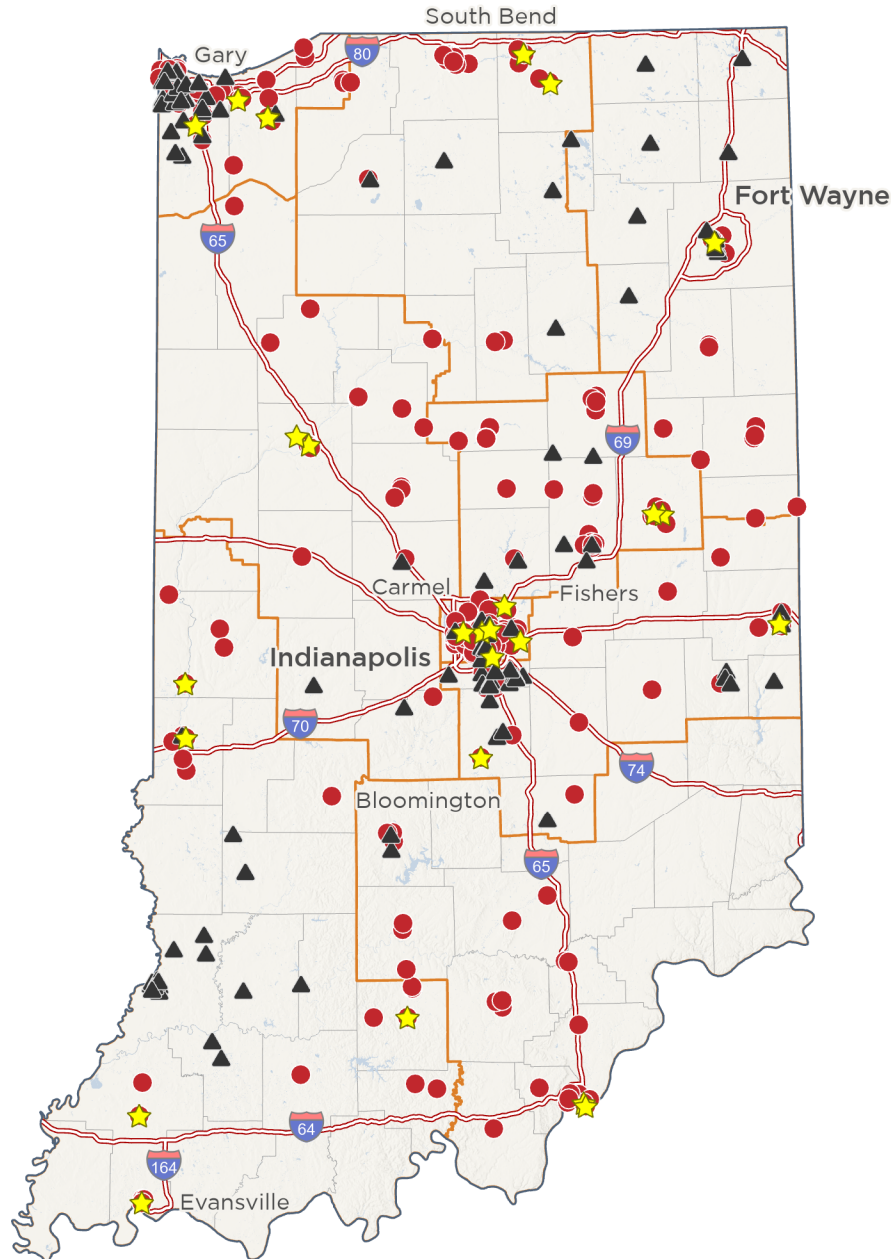 South Bend
Gary
80
Fort Wayne
65
69
Carmel
Fishers
Indianapolis
70
74
Bloomington
65
64
164
Evansville